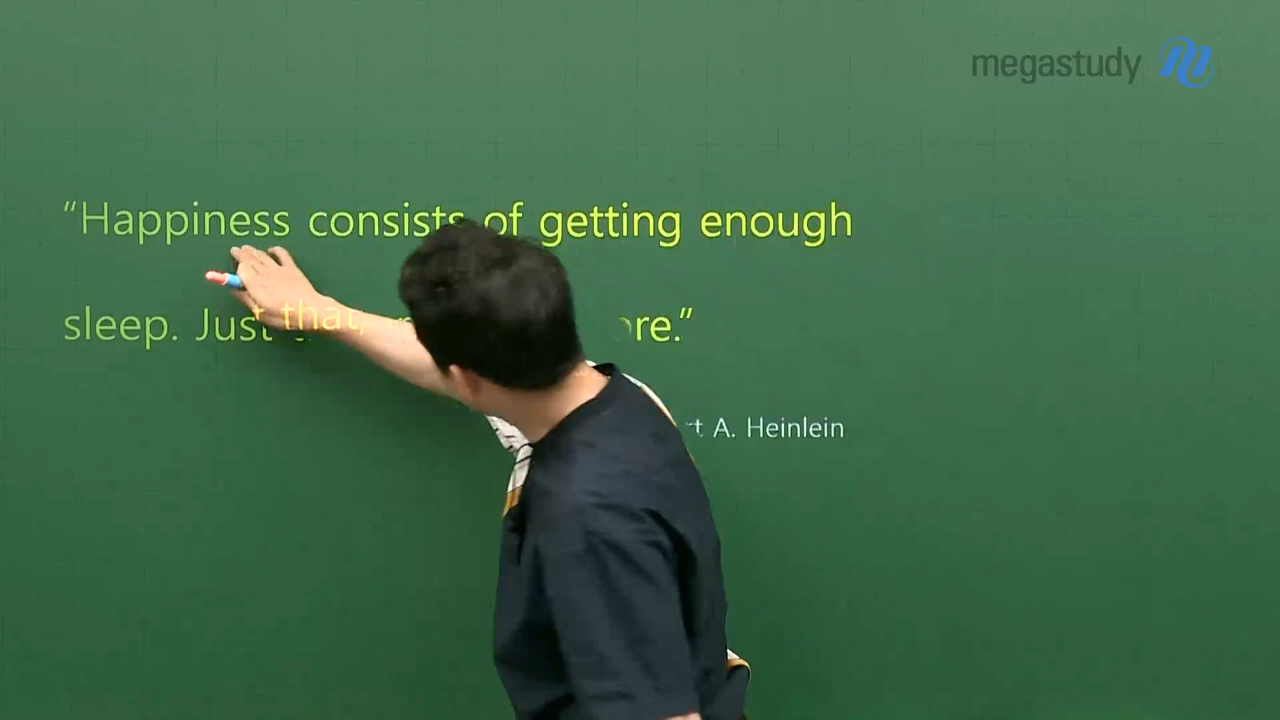 megastudy
“Happiness consists of getting enough
sleep. Just that,
A. Heinlein